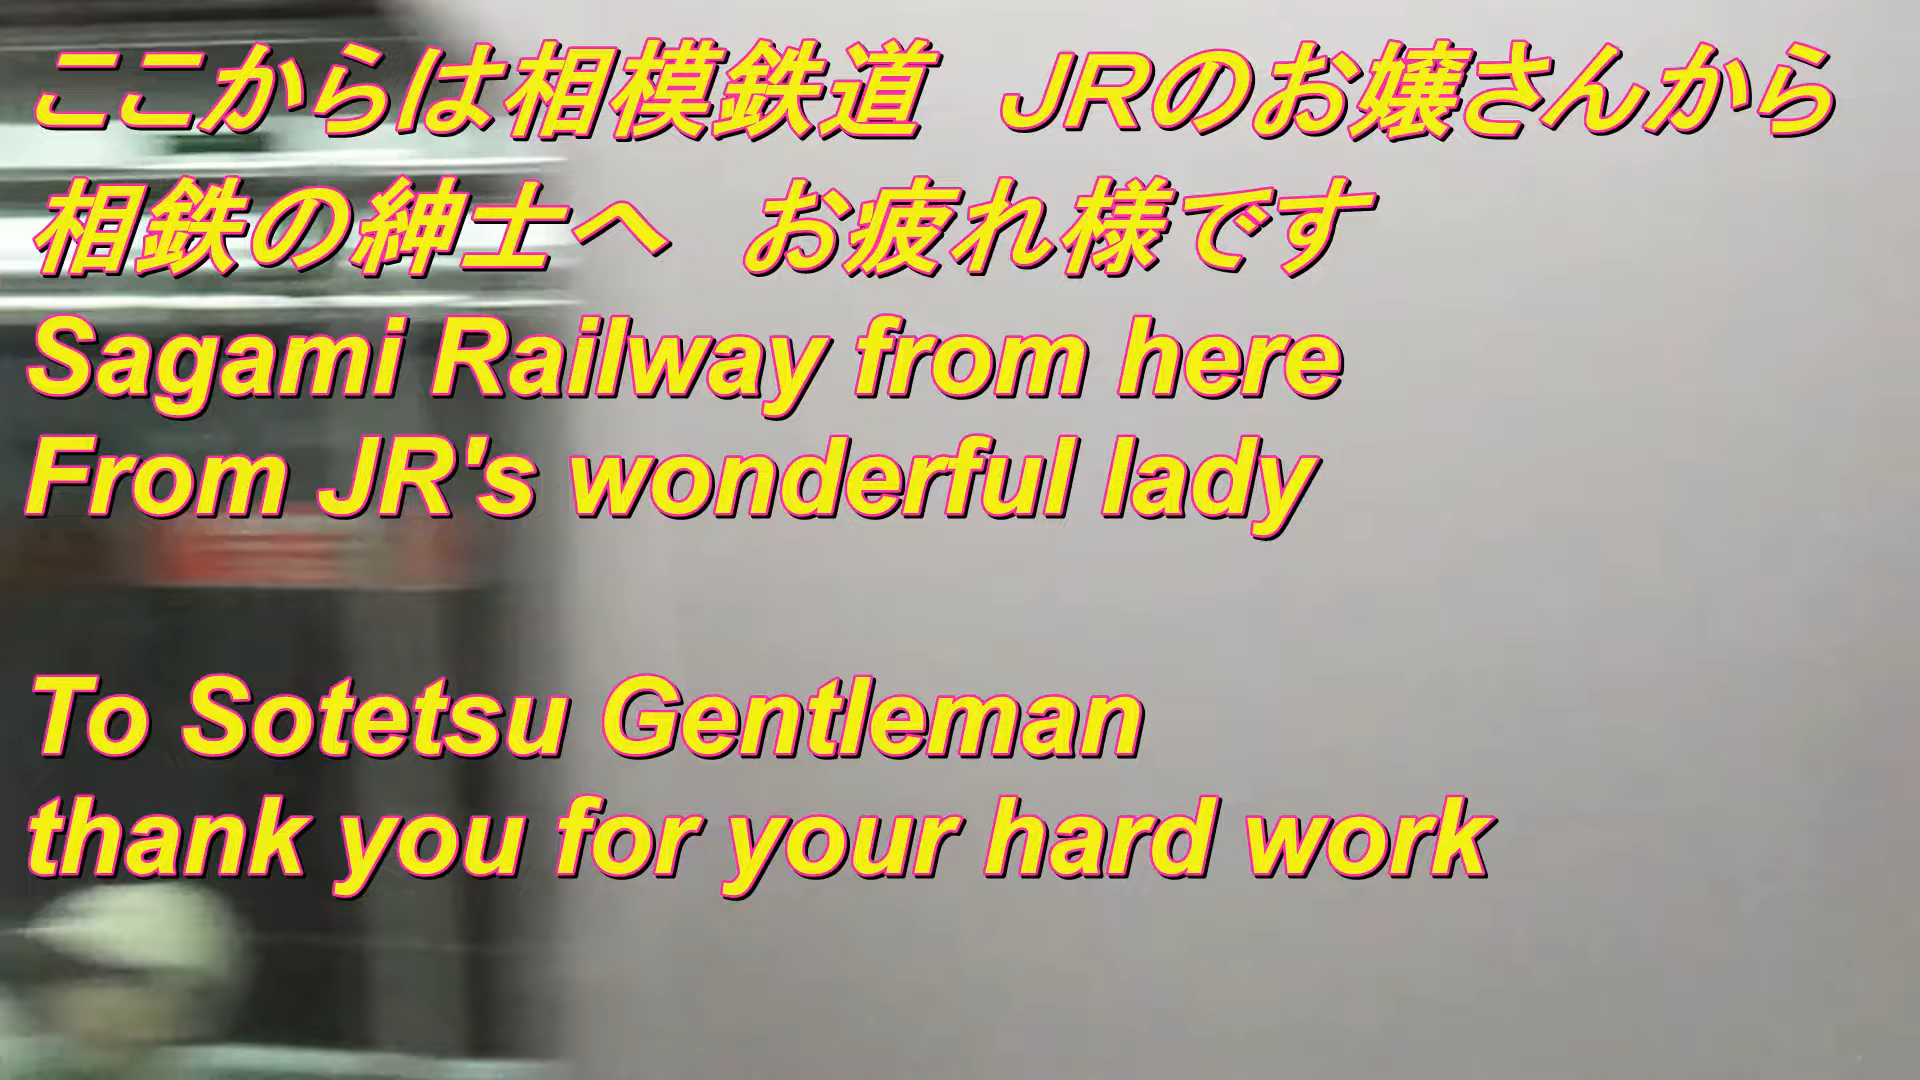 ここからは相模鉄道　JRのお嬢さんから
相鉄の紳士へ　お疲れ様です
Sagami Railway from here
From JR's wonderful lady
To Sotetsu Gentleman
thank you for your hard work